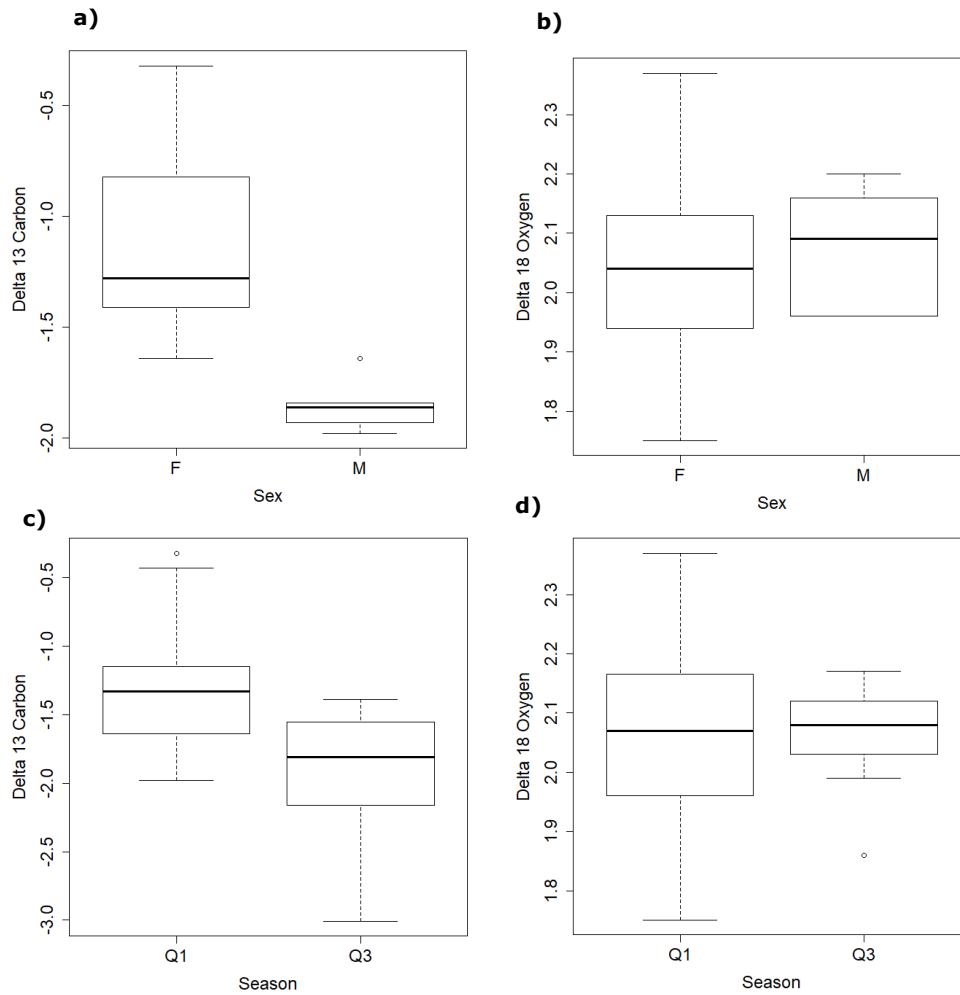 a)
Delta 13 Carbon
-0.5
-1.0
-1.5
-2.0
F
M
Sex
b)
Delta 18 Oxygen
2.3
2.2
2.1
2.0
1.9
1.8
F
M
Sex
c)
Delta 13 Carbon
-0.5
-1.0
-1.5
-2.0
-2.5
-3.0
Q1
Q3
Season
d)
Delta 18 Oxygen
2.3
2.2
2.1
2.0
1.9
1.8
Q1
Q3
Season